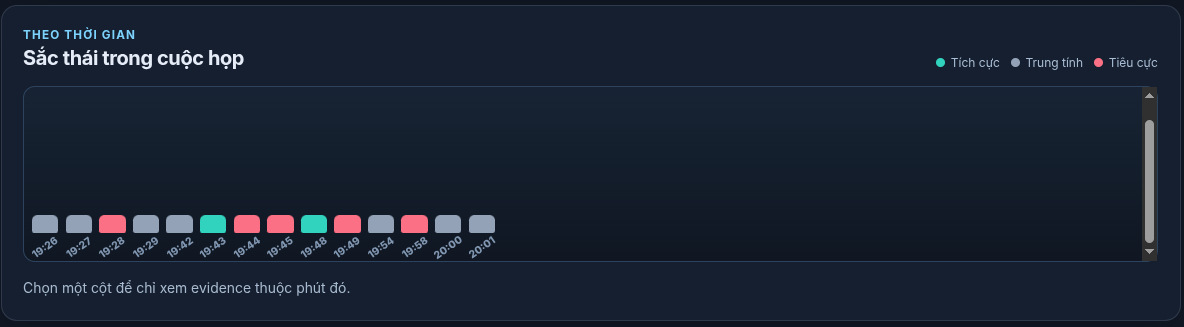 THEO THỜI GIAN
Sắc thái trong cuộc họp
Tích cực Trung tính Tiêu cực
19:26 19:27 19:28 19:29 19:42 19:43 19:44 19:45 19:48 19:49 19:54 19:58 20:00 20:01
Chọn một cột để chỉ xem evidence thuộc phút đó.